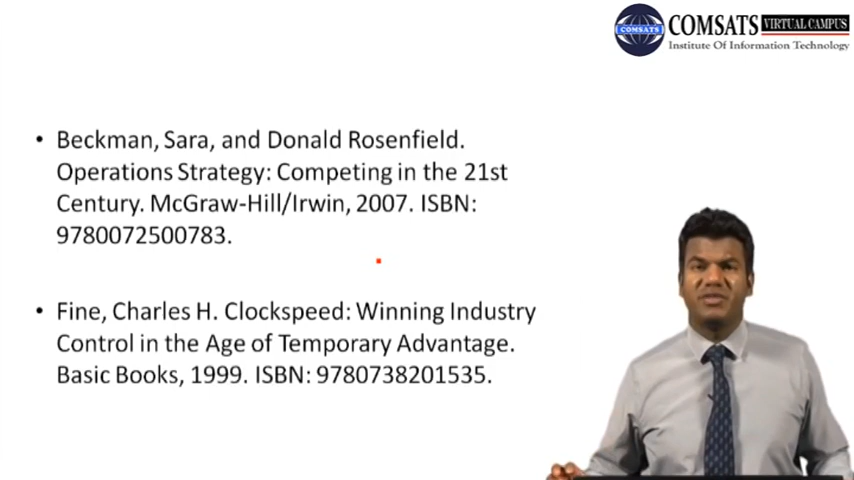 COMSATS
COMSATS VIRTUAL CAMPUS
Institute Of Information Technology
• Beckman, Sara, and Donald Rosenfield.
Operations Strategy: Competing in the 21st
Century. McGraw-Hill/Irwin, 2007. ISBN:
9780072500783.
• Fine, Charles H. Clockspeed: Winning Industry
Control in the Age of Temporary Advantage.
Basic Books, 1999. ISBN: 9780738201535.